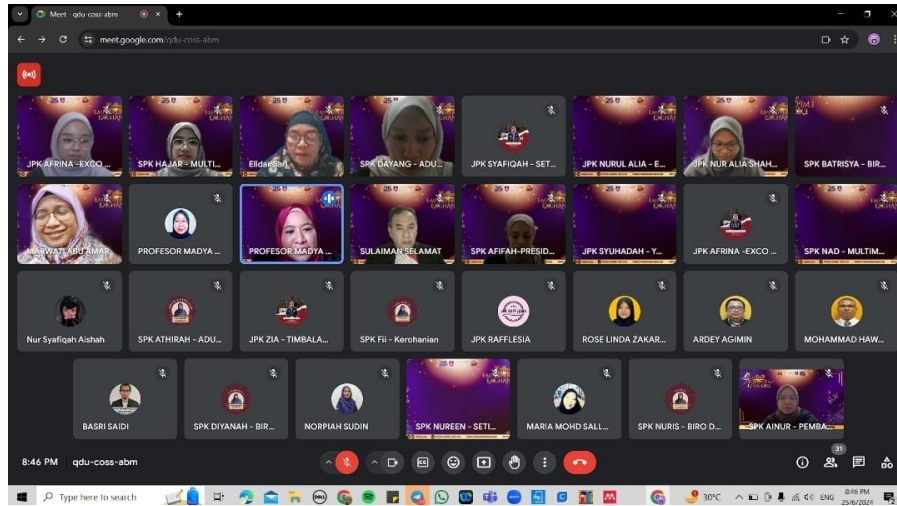 Meet - qdu-coss-abm
meet.google.com/qdu-coss-abm
JPK AFRINA -EXCO ...
SPK HAJAR - MULTI...
Elidar Sari
SPK DAYANG - ADU...
JPK SYAFIQAH - SET...
JPK NURUL ALIA - E...
JPK NUR ALIA SHAH...
SPK BATRISYA - BIR...
MARWATI ABU AMAR
PROFESOR MADYA ...
PROFESOR MADYA ...
SULAIMAN SELAMAT
SPK AFIFAH-PRESID...
JPK SYUHADAH - Y...
JPK AFRINA -EXCO ...
SPK NAD - MULTIM...
Nur Syafiqah Aishah
SPK ATHIRAH - ADU...
JPK ZIA - TIMBALA...
SPK Fii - Kerohanian
JPK RAFFLESIA
ROSE LINDA ZAKAR...
ARDEY AGIMIN
MOHAMMAD HAW...
BASRI SAIDI
SPK DIYANAH - BIR...
NORPIAH SUDIN
SPK NUREEN - SETI...
MARIA MOHD SALL...
SPK NURIS - BIRO D...
SPK AINUR - PEMBA...
8:46 PM
qdu-coss-abm
31
Type here to search
30°C
ENG
8:46 PM
25/6/2024